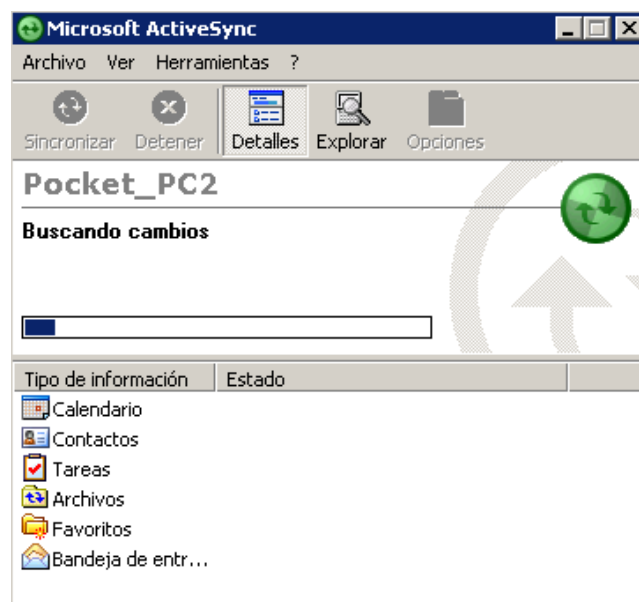 Microsoft ActiveSync
Archivo Ver Herramientas ?
Sincronizar Detener Detalles Explorar Opciones
Pocket_PC2
Buscando cambios
Tipo de información Estado
Calendario
Contactos
Tareas
Archivos
Favoritos
Bandeja de entr...